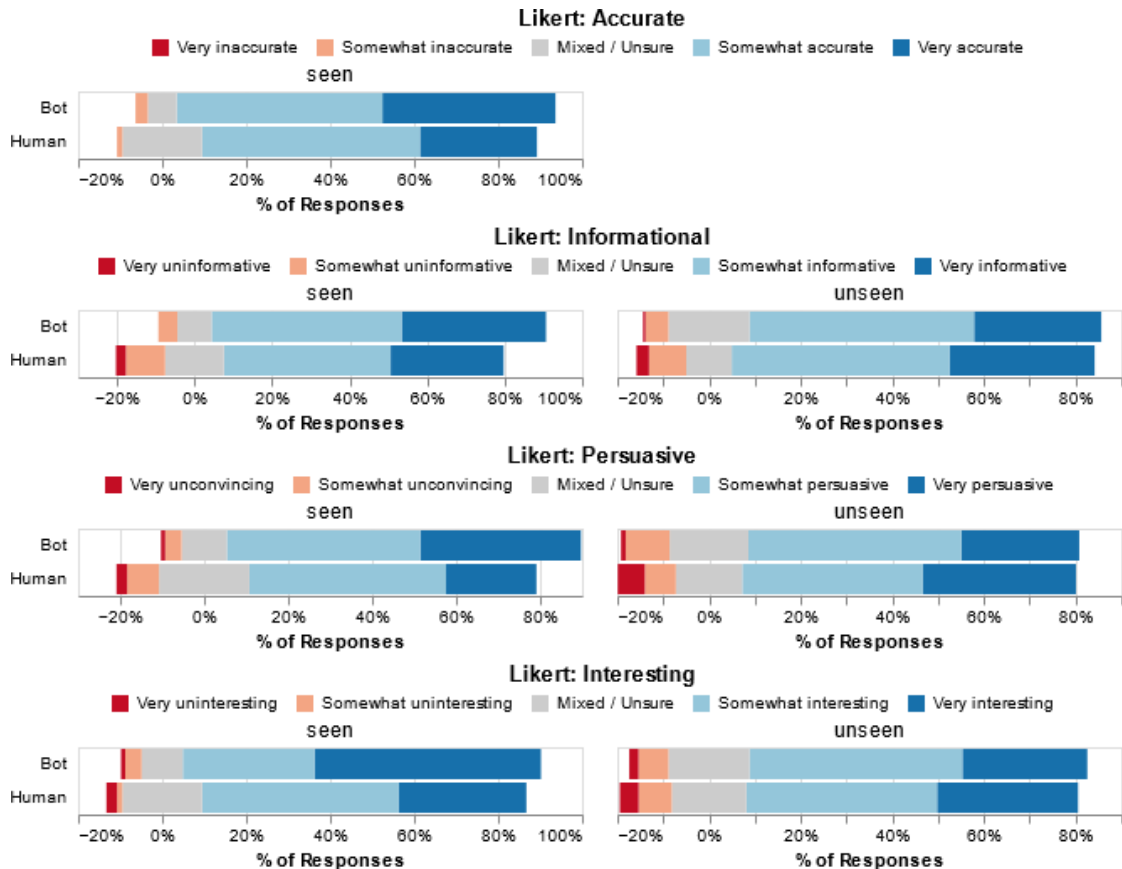 Likert: Accurate
Very inaccurate Somewhat inaccurate Mixed / Unsure Somewhat accurate Very accurate
seen
Bot
Human
−20% 0% 20% 40% 60% 80% 100%
% of Responses
Likert: Informational
Very uninformative Somewhat uninformative Mixed / Unsure Somewhat informative Very informative
seen unseen
Bot
Human
−20% 0% 20% 40% 60% 80% 100% −20% 0% 20% 40% 60% 80%
% of Responses % of Responses
Likert: Persuasive
Very unconvincing Somewhat unconvincing Mixed / Unsure Somewhat persuasive Very persuasive
seen unseen
Bot
Human
−20% 0% 20% 40% 60% 80% −20% 0% 20% 40% 60% 80%
% of Responses % of Responses
Likert: Interesting
Very uninteresting Somewhat uninteresting Mixed / Unsure Somewhat interesting Very interesting
seen unseen
Bot
Human
−20% 0% 20% 40% 60% 80% 100% −20% 0% 20% 40% 60% 80%
% of Responses % of Responses